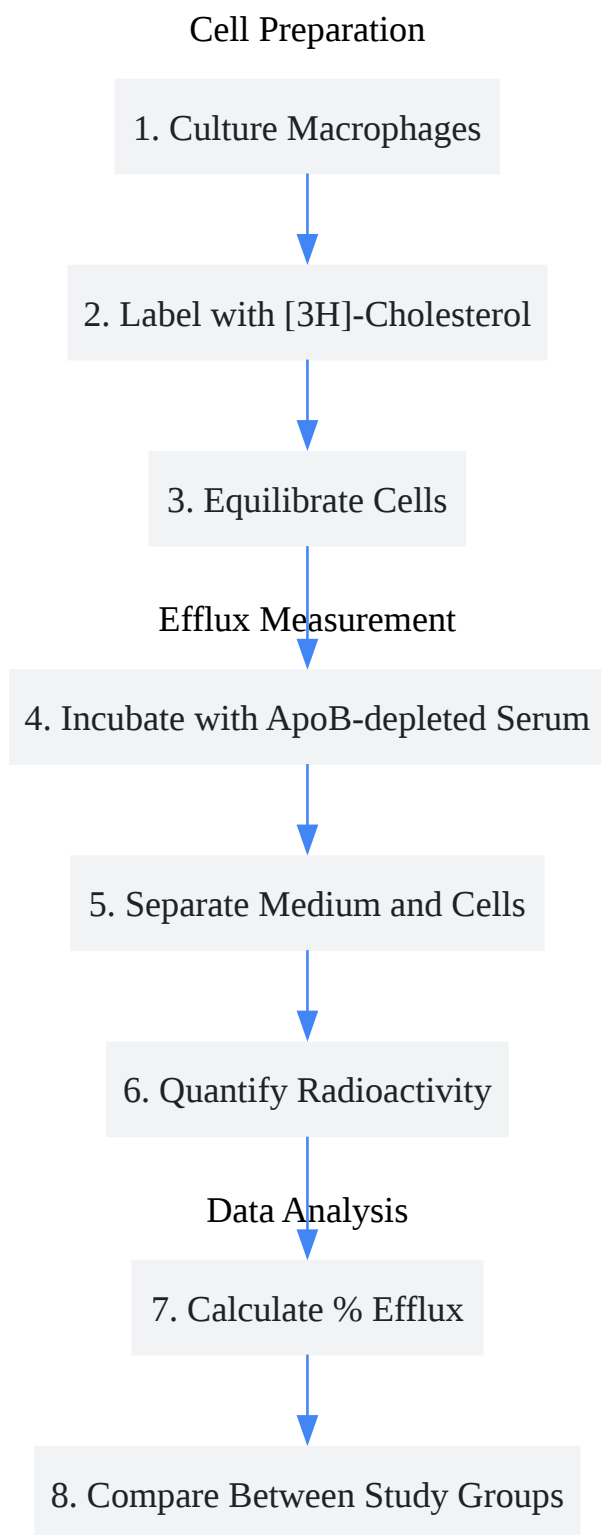 Cell Preparation
1. Culture Macrophages
2. Label with [3H]-Cholesterol
3. Equilibrate Cells
Efflux Measurement
4. Incubate with ApoB-depleted Serum
5. Separate Medium and Cells
6. Quantify Radioactivity
Data Analysis
7. Calculate % Efflux
8. Compare Between Study Groups